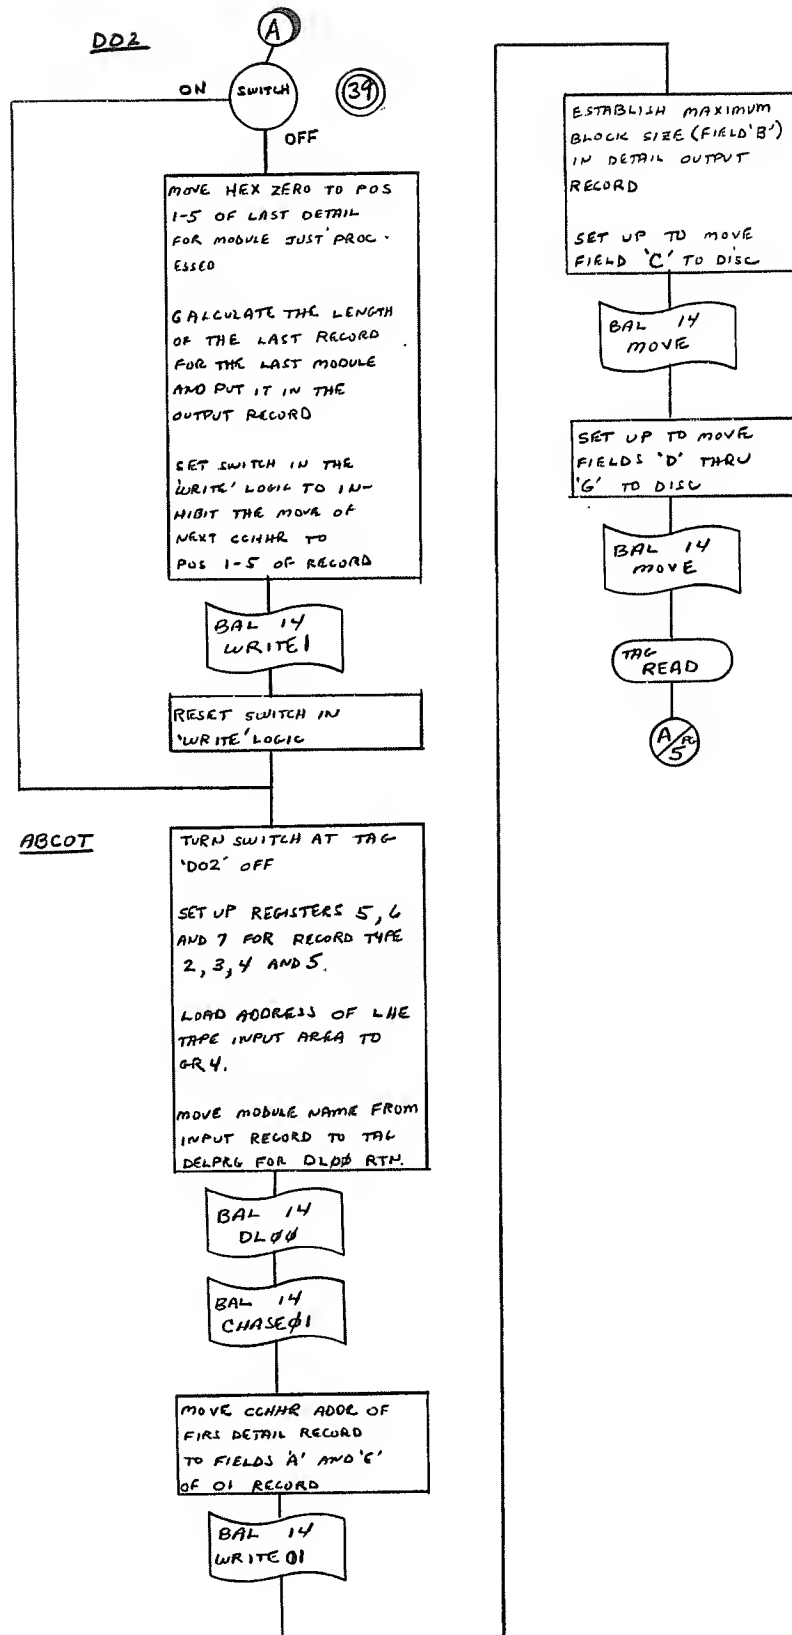 DO2
A
ON
SWITCH
39
OFF
MOVE HEX ZERO TO POS
1-5 OF LAST DETAIL
FOR MODULE JUST PROC-
ESSED
CALCULATE THE LENGTH
OF THE LAST RECORD
FOR THE LAST MODULE
AND PUT IT IN THE
OUTPUT RECORD
SET SWITCH IN THE
'WRITE' LOGIC TO IN-
HIBIT THE MOVE OF
NEXT CCHHR TO
POS 1-5 OF RECORD
BAL 14
WRITE1
RESET SWITCH IN
'WRITE' LOGIC
ABCOT
TURN SWITCH AT TAG
'DO2' OFF
SET UP REGISTERS 5, 6
AND 7 FOR RECORD TYPE
2, 3, 4 AND 5.
LOAD ADDRESS OF LHE
TAPE INPUT AREA TO
GR 4.
MOVE MODULE NAME FROM
INPUT RECORD TO TAG
DELPRG FOR DLØØ RTN.
BAL 14
DLØØ
BAL 14
CHASEØ1
MOVE CCHHR ADDR OF
FIRS DETAIL RECORD
TO FIELDS 'A' AND 'E'
OF 01 RECORD
BAL 14
WRITE 01
ESTABLISH MAXIMUM
BLOCK SIZE (FIELD 'B')
IN DETAIL OUTPUT
RECORD
SET UP TO MOVE
FIELD 'C' TO DISC
BAL 14
MOVE
SET UP TO MOVE
FIELDS 'D' THRU
'G' TO DISC
BAL 14
MOVE
TAG
READ
A/PG
5